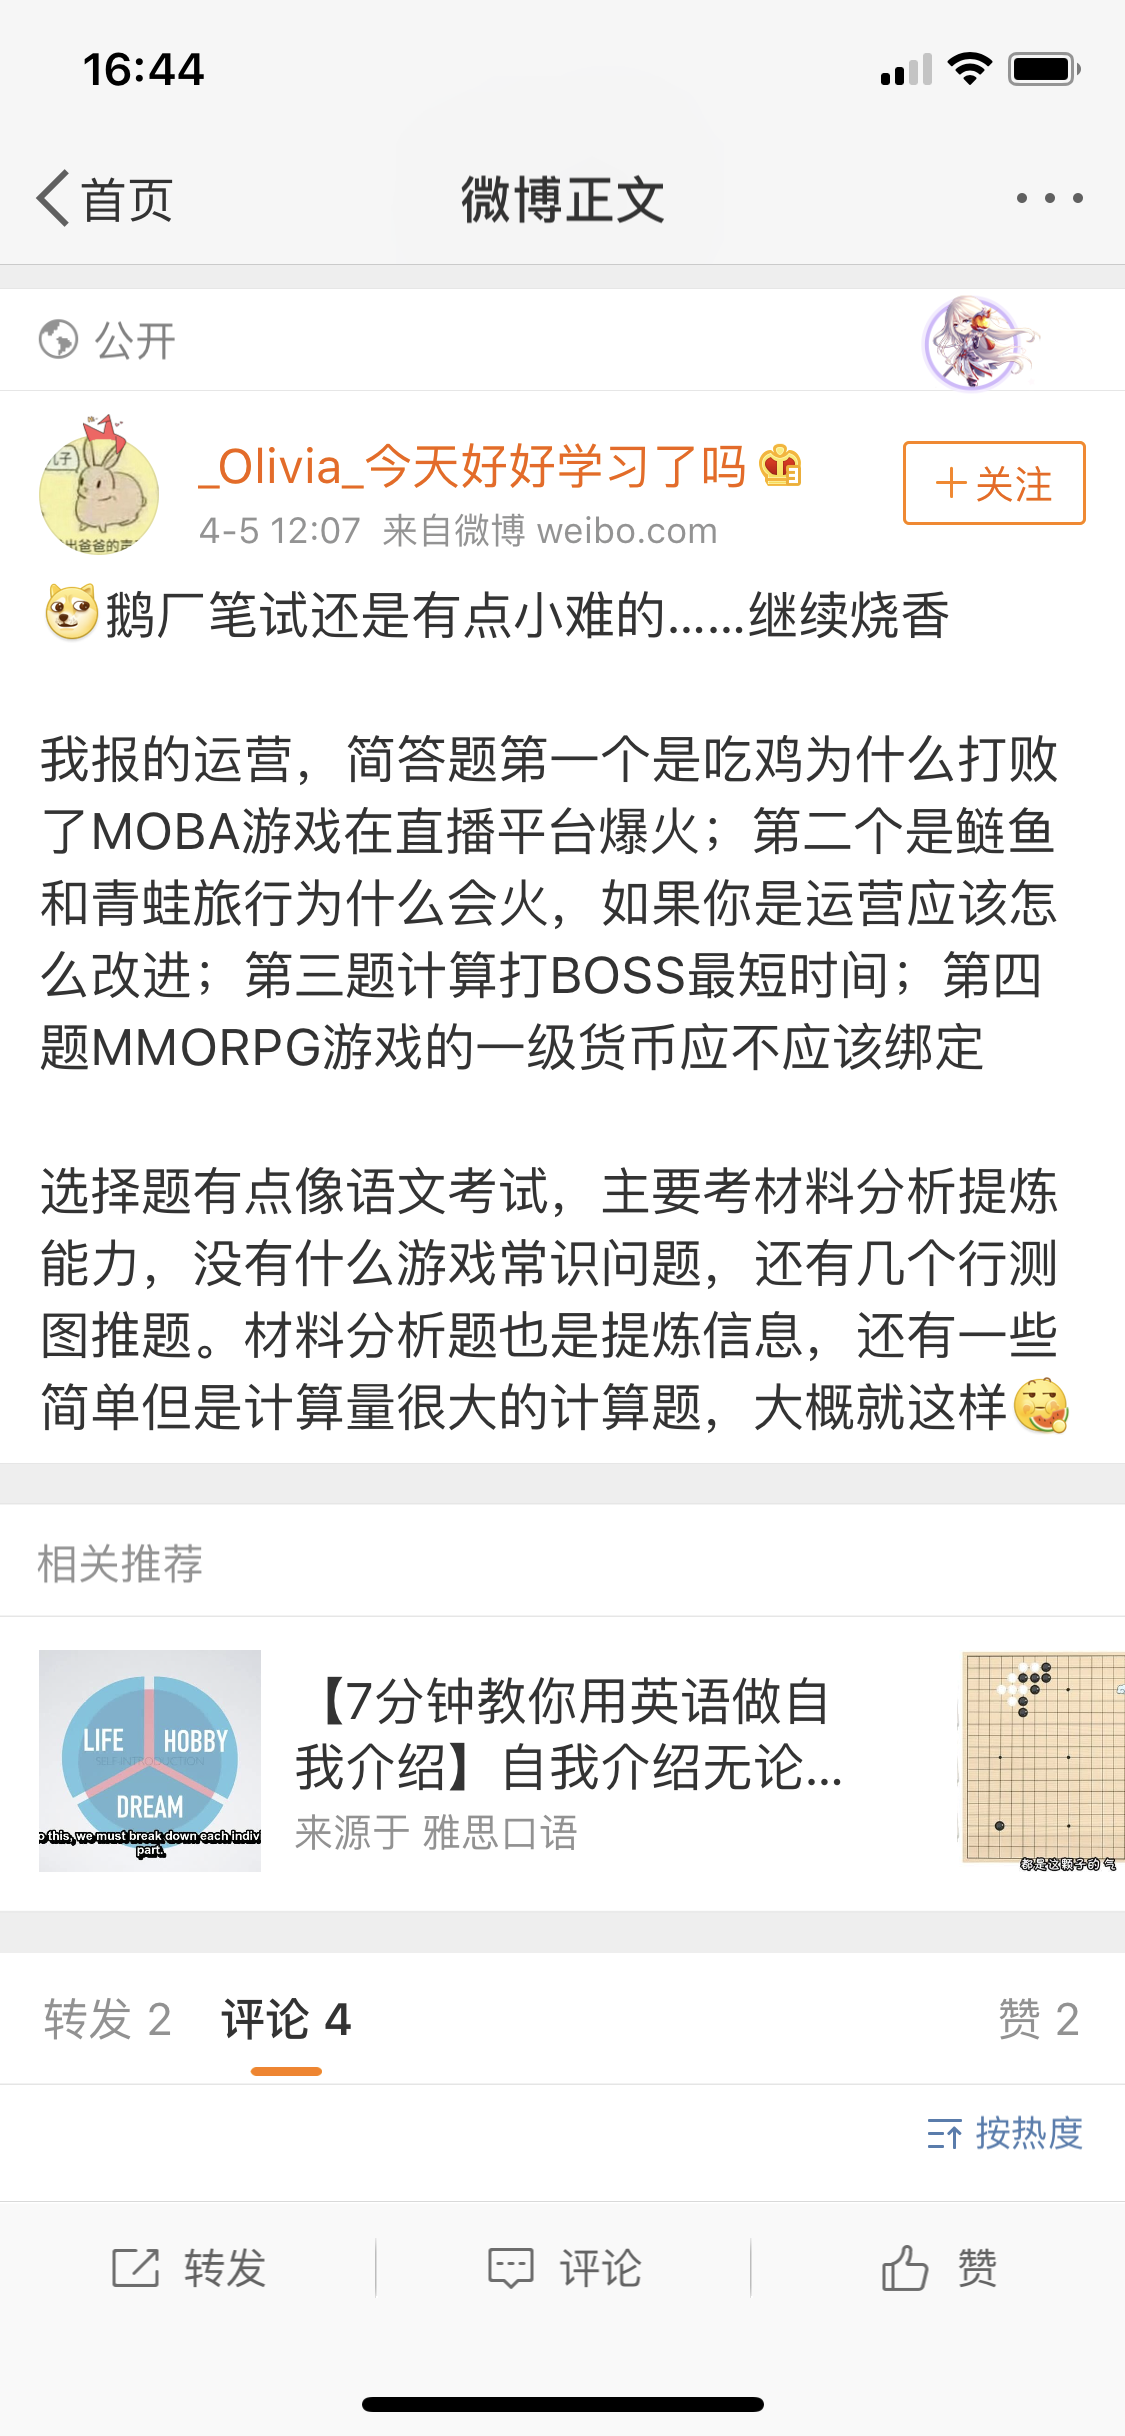 16:44
首页
微博正文
公开
_Olivia_今天好好学习了吗
+关注
4-5 12:07 来自微博 weibo.com
鹅厂笔试还是有点小难的……继续烧香
我报的运营，简答题第一个是吃鸡为什么打败
了MOBA游戏在直播平台爆火；第二个是鲢鱼
和青蛙旅行为什么会火，如果你是运营应该怎
么改进；第三题计算打BOSS最短时间；第四
题MMORPG游戏的一级货币应不应该绑定
选择题有点像语文考试，主要考材料分析提炼
能力，没有什么游戏常识问题，还有几个行测
图推题。材料分析题也是提炼信息，还有一些
简单但是计算量很大的计算题，大概就这样
相关推荐
LIFE HOBBY
SELF-INTRODUCTION
DREAM
o this, we must break down each indivi
part.
【7分钟教你用英语做自
我介绍】自我介绍无论...
来源于 雅思口语
都是这颗子的 气
转发 2 评论 4 赞 2
按热度
转发 评论 赞